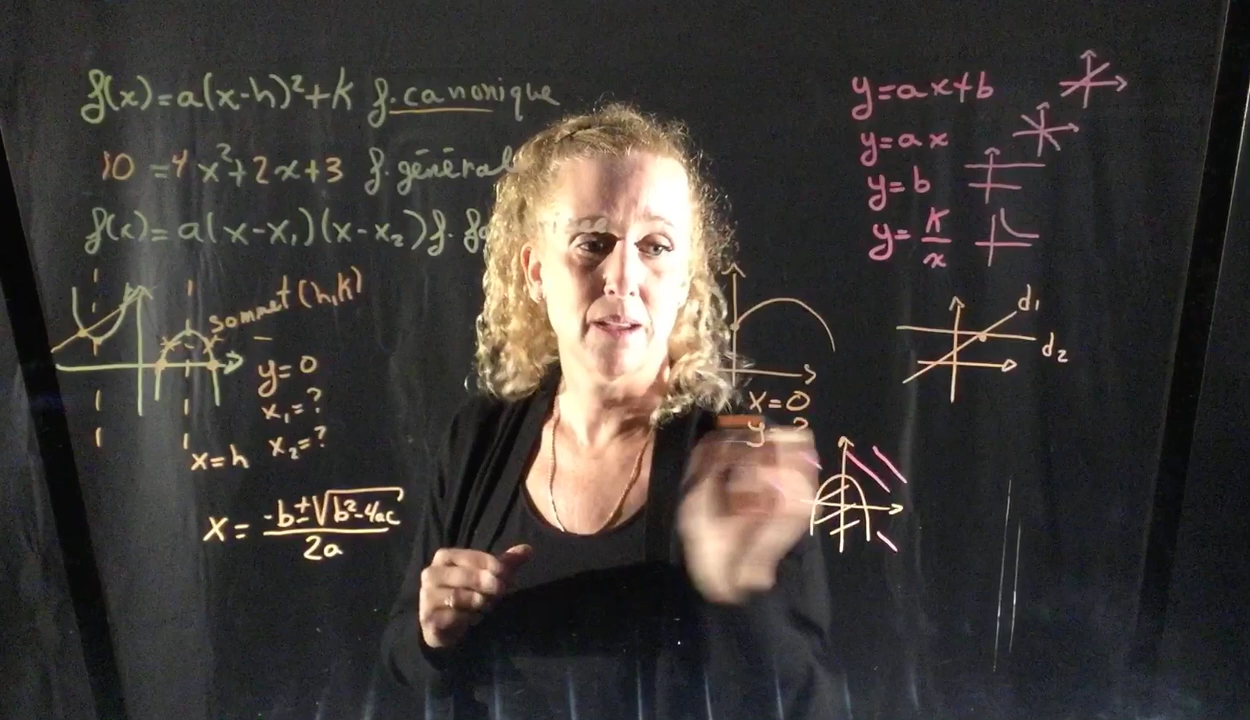 f(x)=a(x-h)²+k f.canonique
10 =4x²+2x+3 f.général
f(x)=a(x-x₁)(x-x₂) f.
sommet (h,k)
y=0
x₁=?
x₂=?
x=h
x= -b±√b²-4ac
2a
x=0
y=?
y=ax+b
y=ax
y=b
y= k
x
d₁
d₂